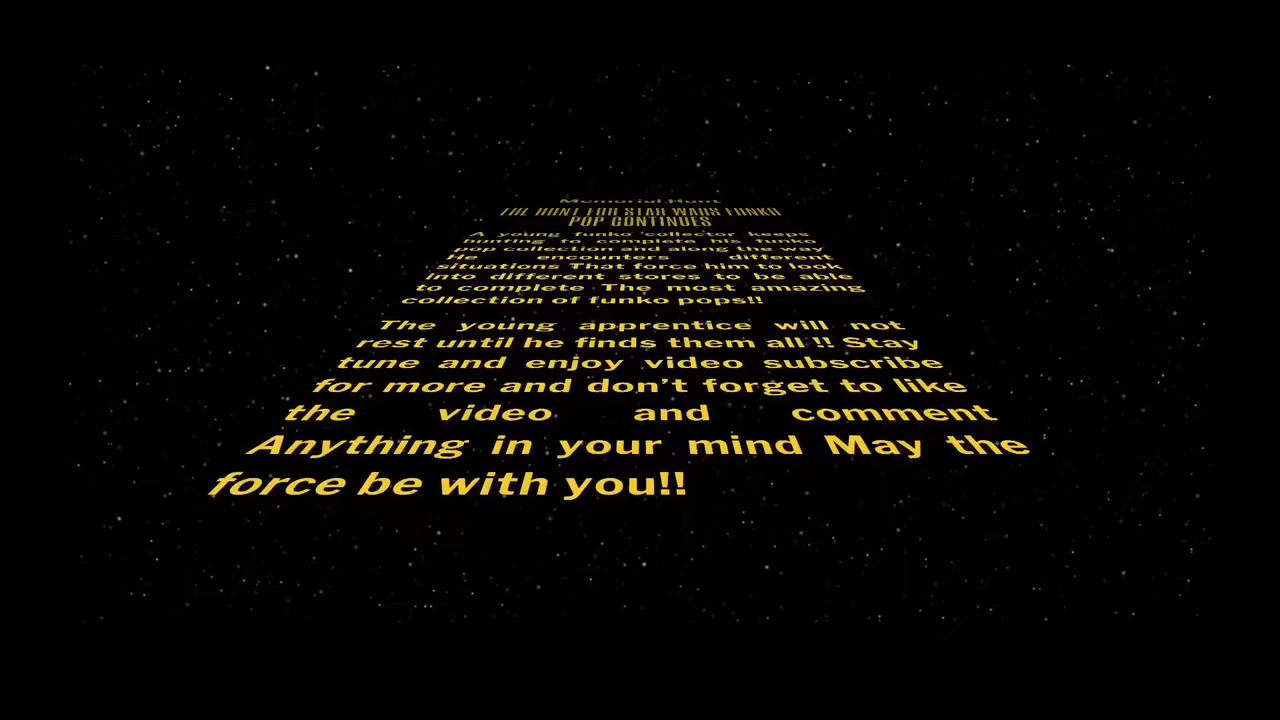 Memorial Hunt
THE HUNT FOR STAR WARS FUNKO
POP CONTINUES
A young funko collector keeps
hunting to complete his funko
pop collection and along the way
He encounters different
situations That force him to look
Into different stores to be able
to complete The most amazing
collection of funko pops!!
The young apprentice will not
rest until he finds them all !! Stay
tune and enjoy video subscribe
for more and don't forget to like
the video and comment
Anything in your mind May the
force be with you!!